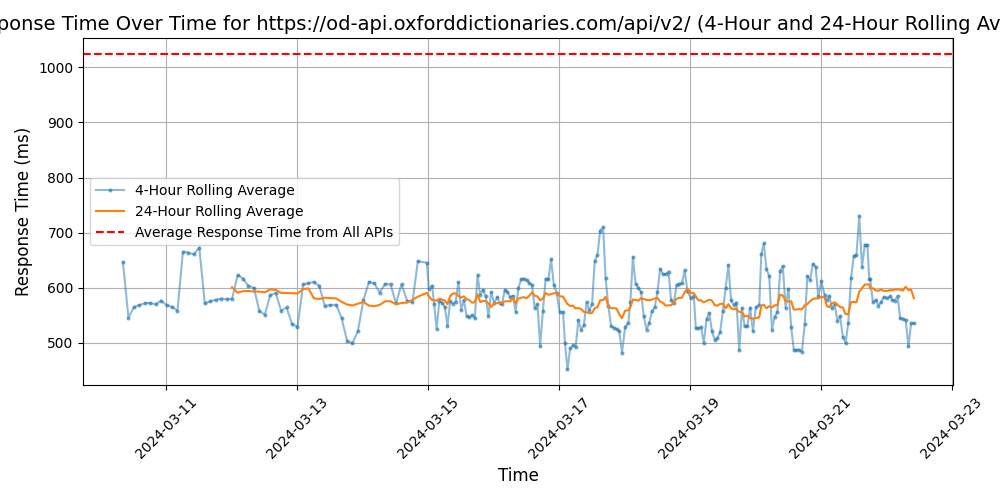 ponse Time Over Time for https://od-api.oxforddictionaries.com/api/v2/ (4-Hour and 24-Hour Rolling Av
Response Time (ms)
1000
900
800
700
600
500
4-Hour Rolling Average
24-Hour Rolling Average
Average Response Time from All APIs
2024-03-11
2024-03-13
2024-03-15
2024-03-17
2024-03-19
2024-03-21
2024-03-23
Time